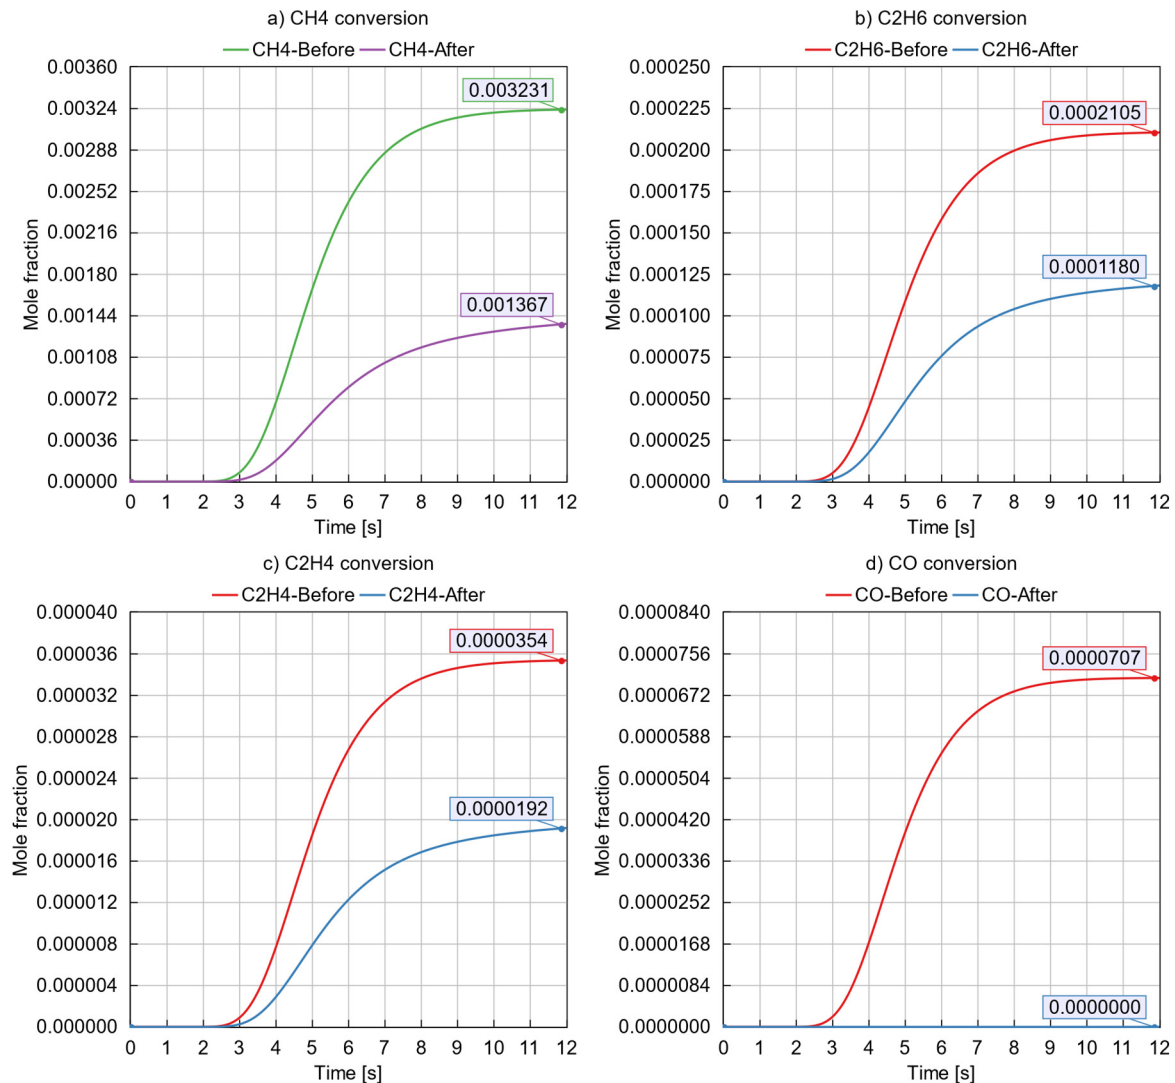 a) CH4 conversion
CH4-Before CH4-After
0.00360
0.00324
0.00288
0.00252
0.00216
0.00180
0.00144
0.00108
0.00072
0.00036
0.00000
Mole fraction
0.003231
0.001367
0 1 2 3 4 5 6 7 8 9 10 11 12
Time [s]
b) C2H6 conversion
C2H6-Before C2H6-After
0.000250
0.000225
0.000200
0.000175
0.000150
0.000125
0.000100
0.000075
0.000050
0.000025
0.000000
Mole fraction
0.0002105
0.0001180
0 1 2 3 4 5 6 7 8 9 10 11 12
Time [s]
c) C2H4 conversion
C2H4-Before C2H4-After
0.000040
0.000036
0.000032
0.000028
0.000024
0.000020
0.000016
0.000012
0.000008
0.000004
0.000000
Mole fraction
0.0000354
0.0000192
0 1 2 3 4 5 6 7 8 9 10 11 12
Time [s]
d) CO conversion
CO-Before CO-After
0.0000840
0.0000756
0.0000672
0.0000588
0.0000504
0.0000420
0.0000336
0.0000252
0.0000168
0.0000084
0.0000000
Mole fraction
0.0000707
0.0000000
0 1 2 3 4 5 6 7 8 9 10 11 12
Time [s]